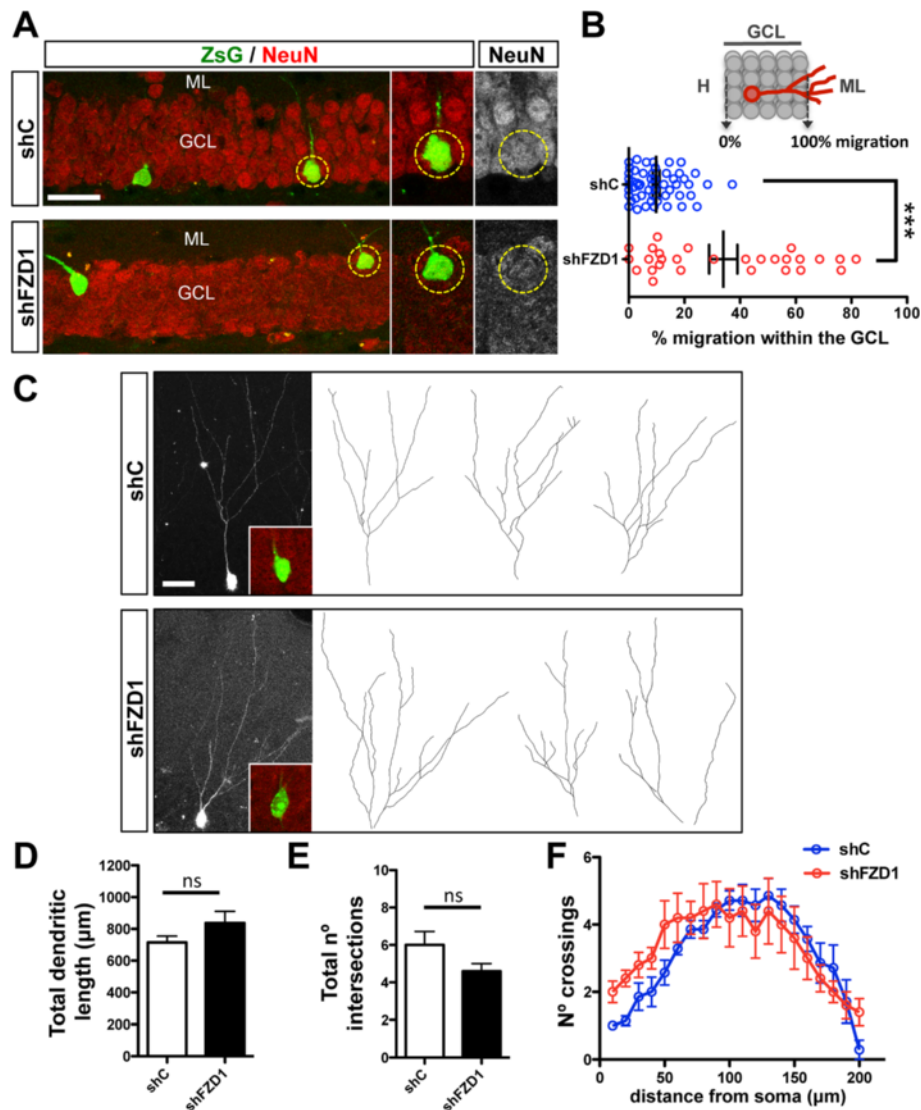 A
ZsG / NeuN
NeuN
shC
ML
GCL
shFZD1
ML
GCL
B
GCL
H
ML
0%
100% migration
shC
shFZD1
***
0 20 40 60 80 100
% migration within the GCL
C
shC
shFZD1
D
Total dendritic
length (µm)
1200
1000
800
600
400
200
0
ns
shC
shFZD1
E
Total nº
intersections
8
6
4
2
0
ns
shC
shFZD1
F
shC
shFZD1
Nº crossings
6
4
2
0
0 50 100 150 200
distance from soma (µm)